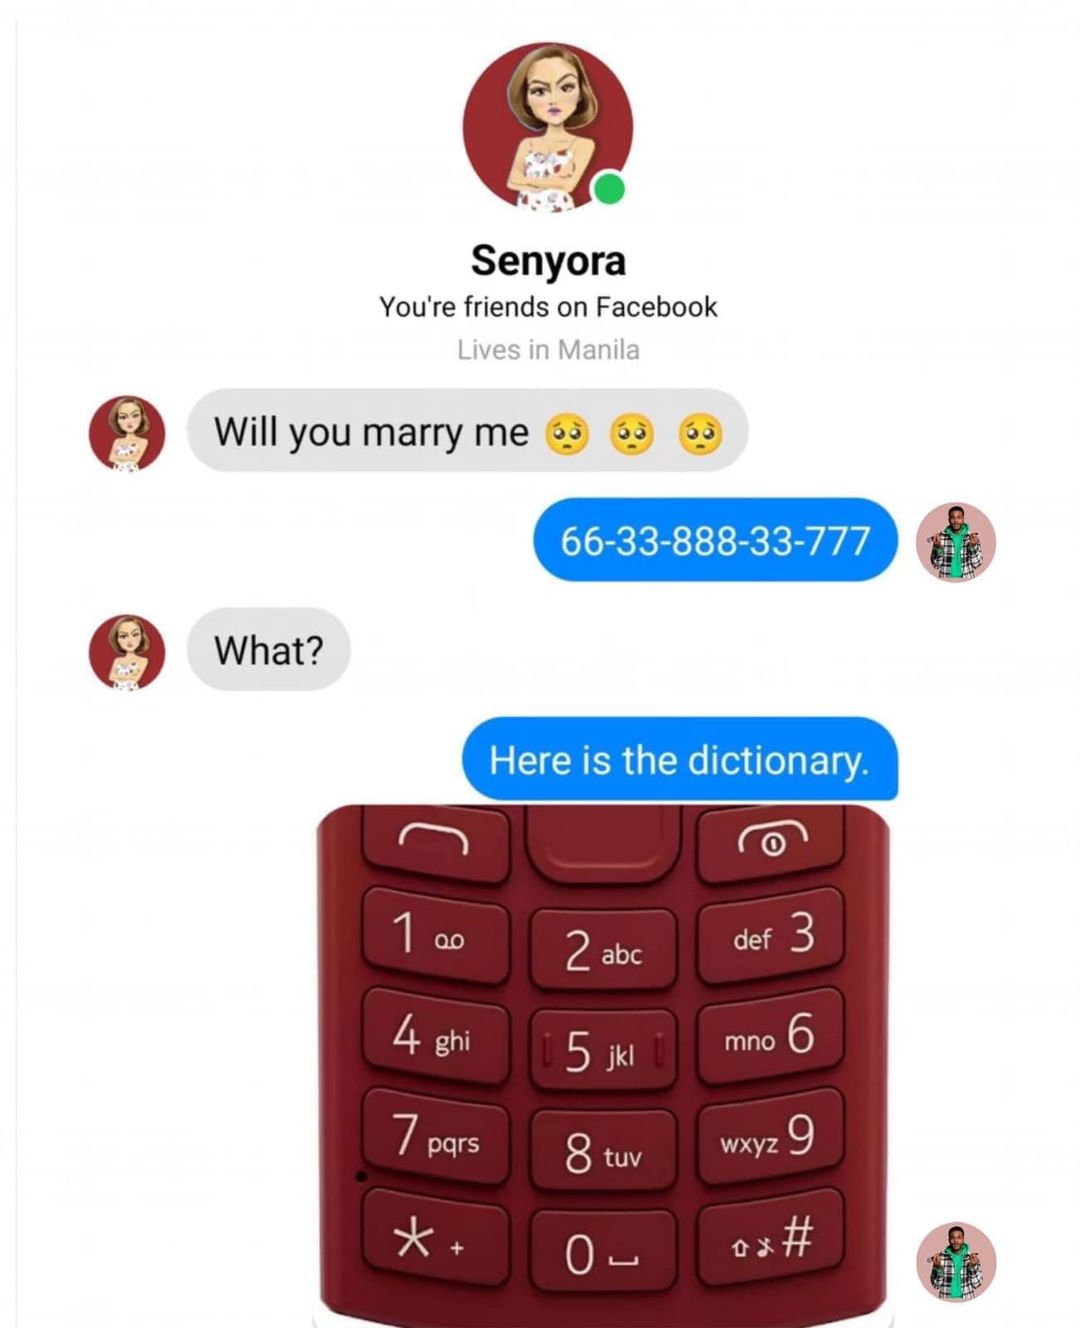 Senyora
You're friends on Facebook
Lives in Manila
Will you marry me 🥺 🥺 🥺
66-33-888-33-777
What?
Here is the dictionary.
1
2 abc
def 3
4 ghi
5 jkl
mno 6
7 pqrs
8 tuv
wxyz 9
* +
0
#